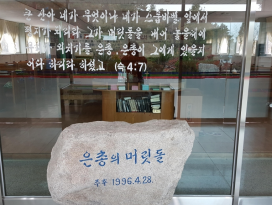 큰 산아 네가 무엇이냐 네가 스룹바벨 앞에서
평지가 되리라 그가 머릿돌을 내어 놓을 때에
무리가 외치기를 은총 은총이 그에게 있을지
어다 하리라 하셨고 (슥 4:7)
은총의 머릿돌
주후 1996.4.28.